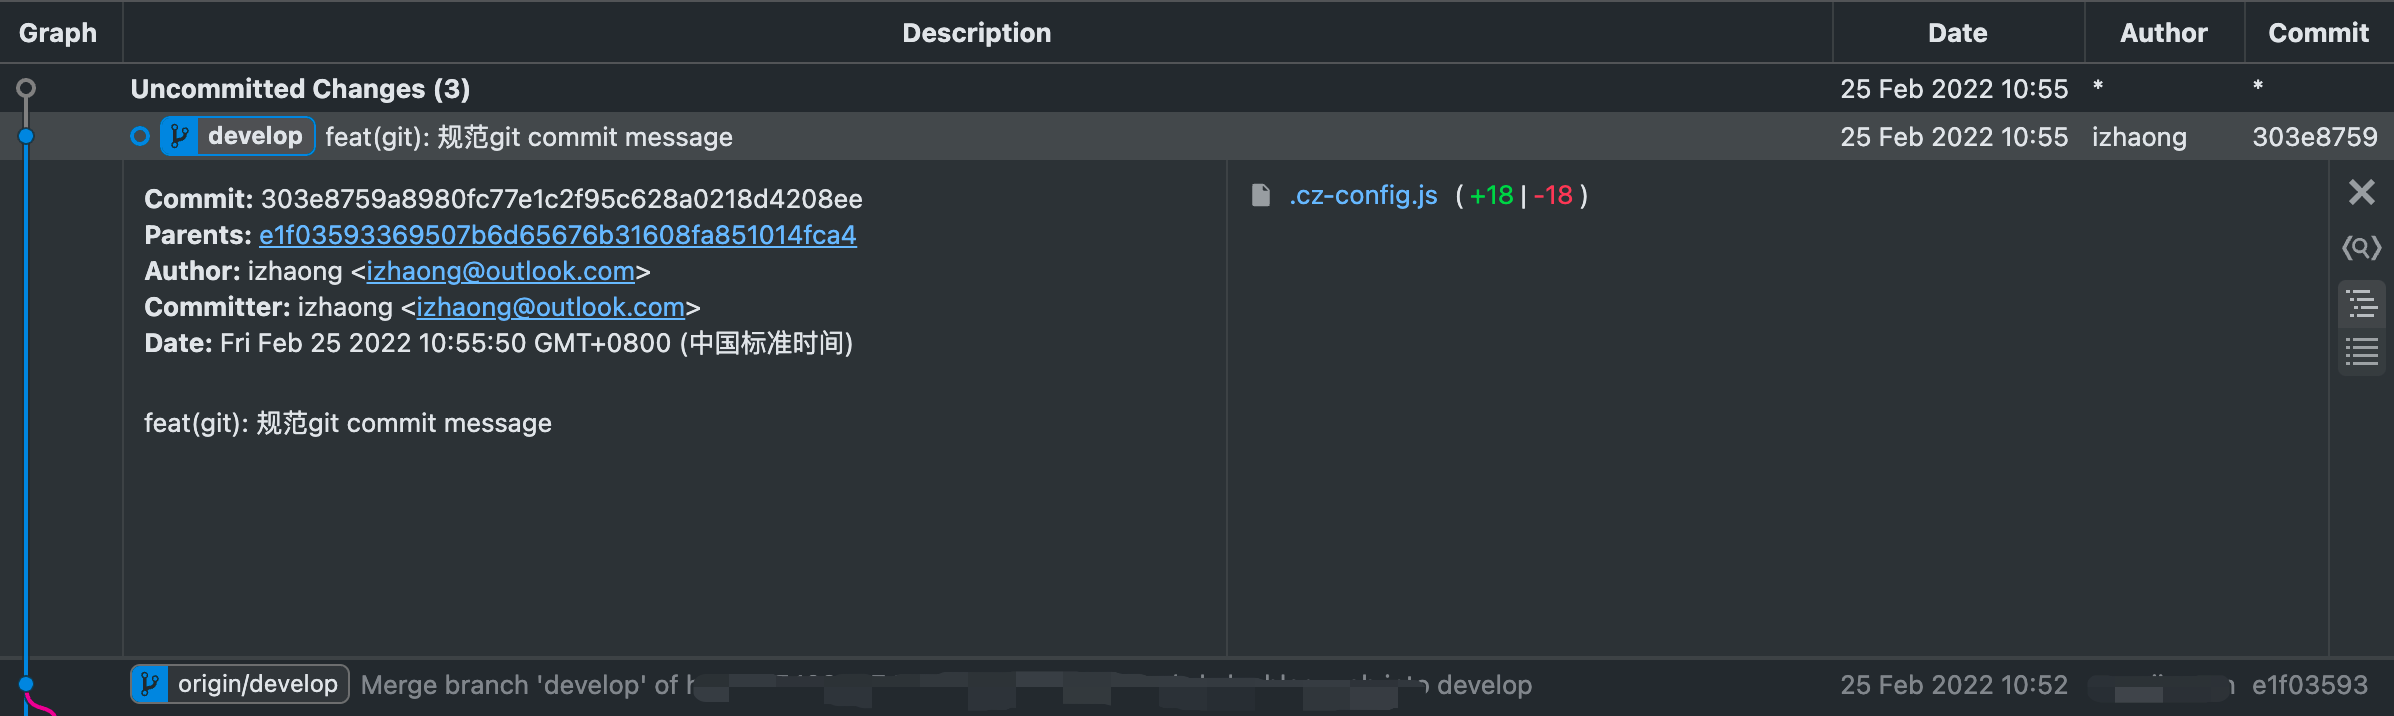 Graph Description Date Author Commit
Uncommitted Changes (3) 25 Feb 2022 10:55 * *
develop feat(git): 规范git commit message 25 Feb 2022 10:55 izhaong 303e8759
Commit: 303e8759a8980fc77e1c2f95c628a0218d4208ee
Parents: e1f03593369507b6d65676b31608fa851014fca4
Author: izhaong <izhaong@outlook.com>
Committer: izhaong <izhaong@outlook.com>
Date: Fri Feb 25 2022 10:55:50 GMT+0800 (中国标准时间)
feat(git): 规范git commit message
.cz-config.js (+18|-18)
origin/develop Merge branch 'develop' of develop 25 Feb 2022 10:52 e1f03593